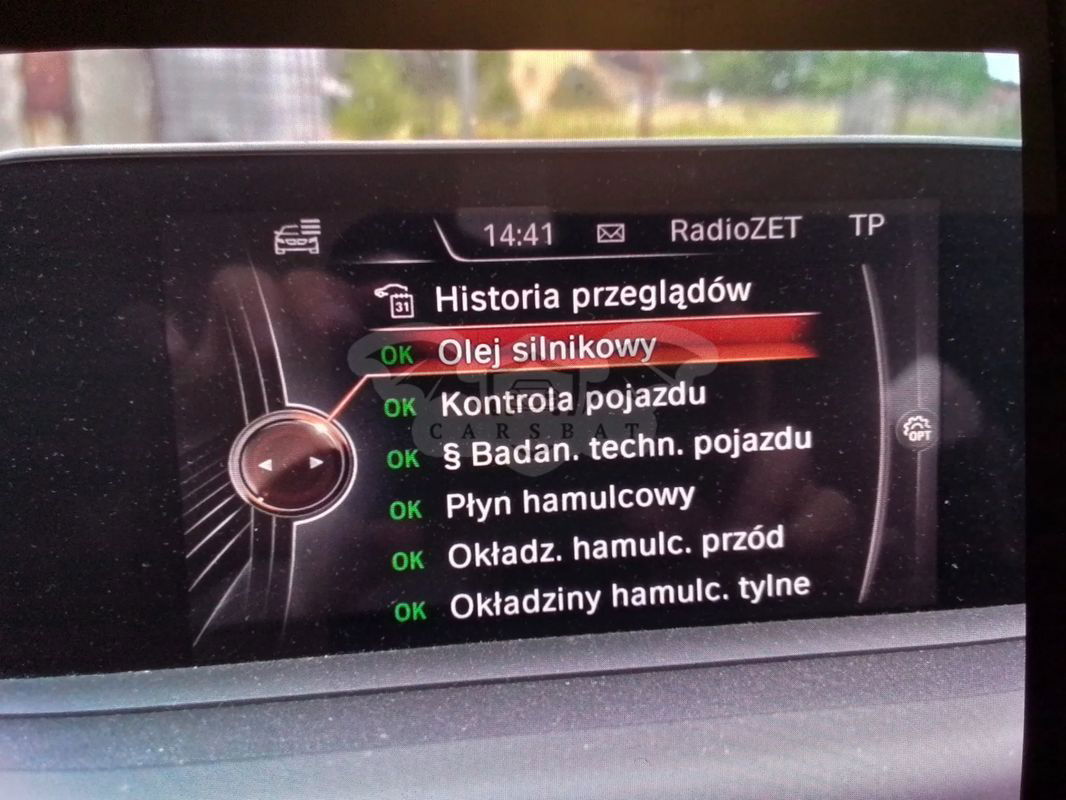 14:41 RadioZET TP
31 Historia przeglądów
OK Olej silnikowy
OK Kontrola pojazdu
CARSBAT
OK § Badan. techn. pojazdu
OPT
OK Płyn hamulcowy
OK Okładz. hamulc. przód
OK Okładziny hamulc. tylne